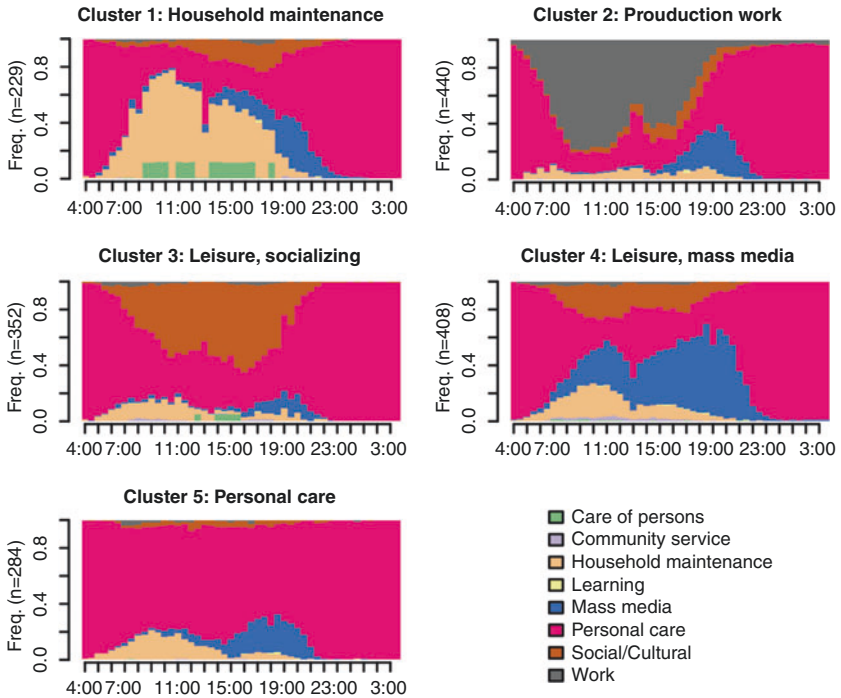 Cluster 1: Household maintenance
Freq. (n=229)
0.0 0.4 0.8
4:00 7:00 11:00 15:00 19:00 23:00 3:00
Cluster 2: Prouduction work
Freq. (n=440)
0.0 0.4 0.8
4:00 7:00 11:00 15:00 19:00 23:00 3:00
Cluster 3: Leisure, socializing
Freq. (n=352)
0.0 0.4 0.8
4:00 7:00 11:00 15:00 19:00 23:00 3:00
Cluster 4: Leisure, mass media
Freq. (n=408)
0.0 0.4 0.8
4:00 7:00 11:00 15:00 19:00 23:00 3:00
Cluster 5: Personal care
Freq. (n=284)
0.0 0.4 0.8
4:00 7:00 11:00 15:00 19:00 23:00 3:00
Care of persons
Community service
Household maintenance
Learning
Mass media
Personal care
Social/Cultural
Work